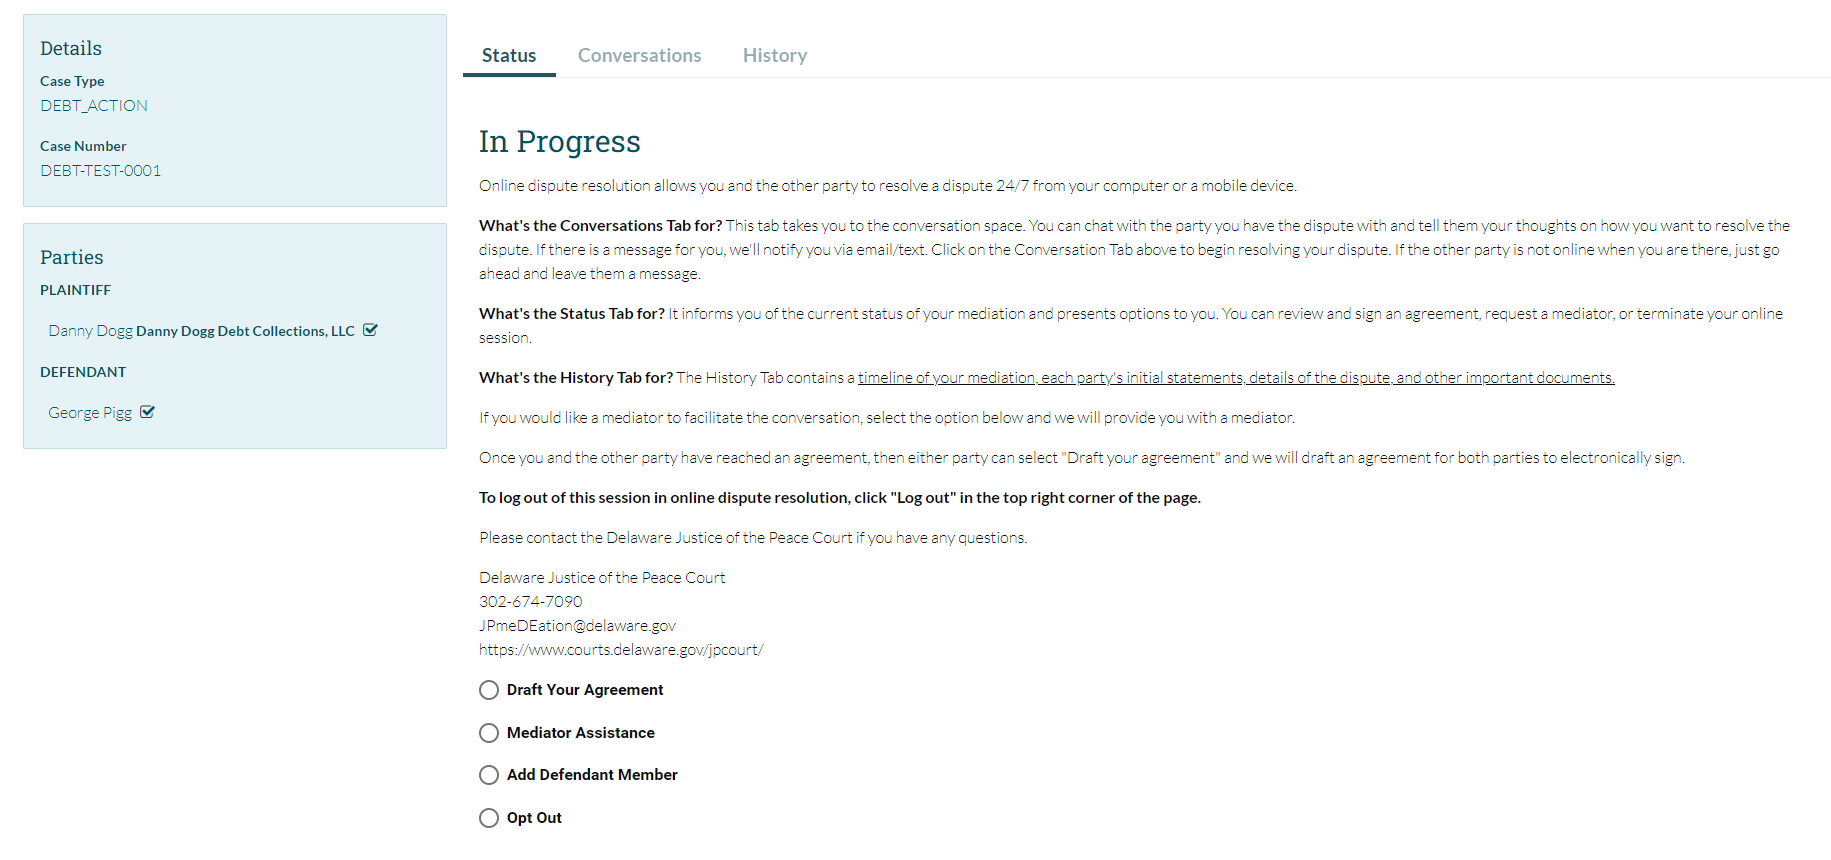 Details
Case Type
DEBT_ACTION
Case Number
DEBT-TEST-0001
Parties
PLAINTIFF
Danny Dogg Danny Dogg Debt Collections, LLC
DEFENDANT
George Pigg
Status Conversations History
In Progress
Online dispute resolution allows you and the other party to resolve a dispute 24/7 from your computer or a mobile device.
What's the Conversations Tab for? This tab takes you to the conversation space. You can chat with the party you have the dispute with and tell them your thoughts on how you want to resolve the
dispute. If there is a message for you, we'll notify you via email/text. Click on the Conversation Tab above to begin resolving your dispute. If the other party is not online when you are there, just go
ahead and leave them a message.
What's the Status Tab for? It informs you of the current status of your mediation and presents options to you. You can review and sign an agreement, request a mediator, or terminate your online
session.
What's the History Tab for? The History Tab contains a timeline of your mediation, each party's initial statements, details of the dispute, and other important documents.
If you would like a mediator to facilitate the conversation, select the option below and we will provide you with a mediator.
Once you and the other party have reached an agreement, then either party can select "Draft your agreement" and we will draft an agreement for both parties to electronically sign.
To log out of this session in online dispute resolution, click "Log out" in the top right corner of the page.
Please contact the Delaware Justice of the Peace Court if you have any questions.
Delaware Justice of the Peace Court
302-674-7090
JPmeDEation@delaware.gov
https://www.courts.delaware.gov/jpcourt/
Draft Your Agreement
Mediator Assistance
Add Defendant Member
Opt Out